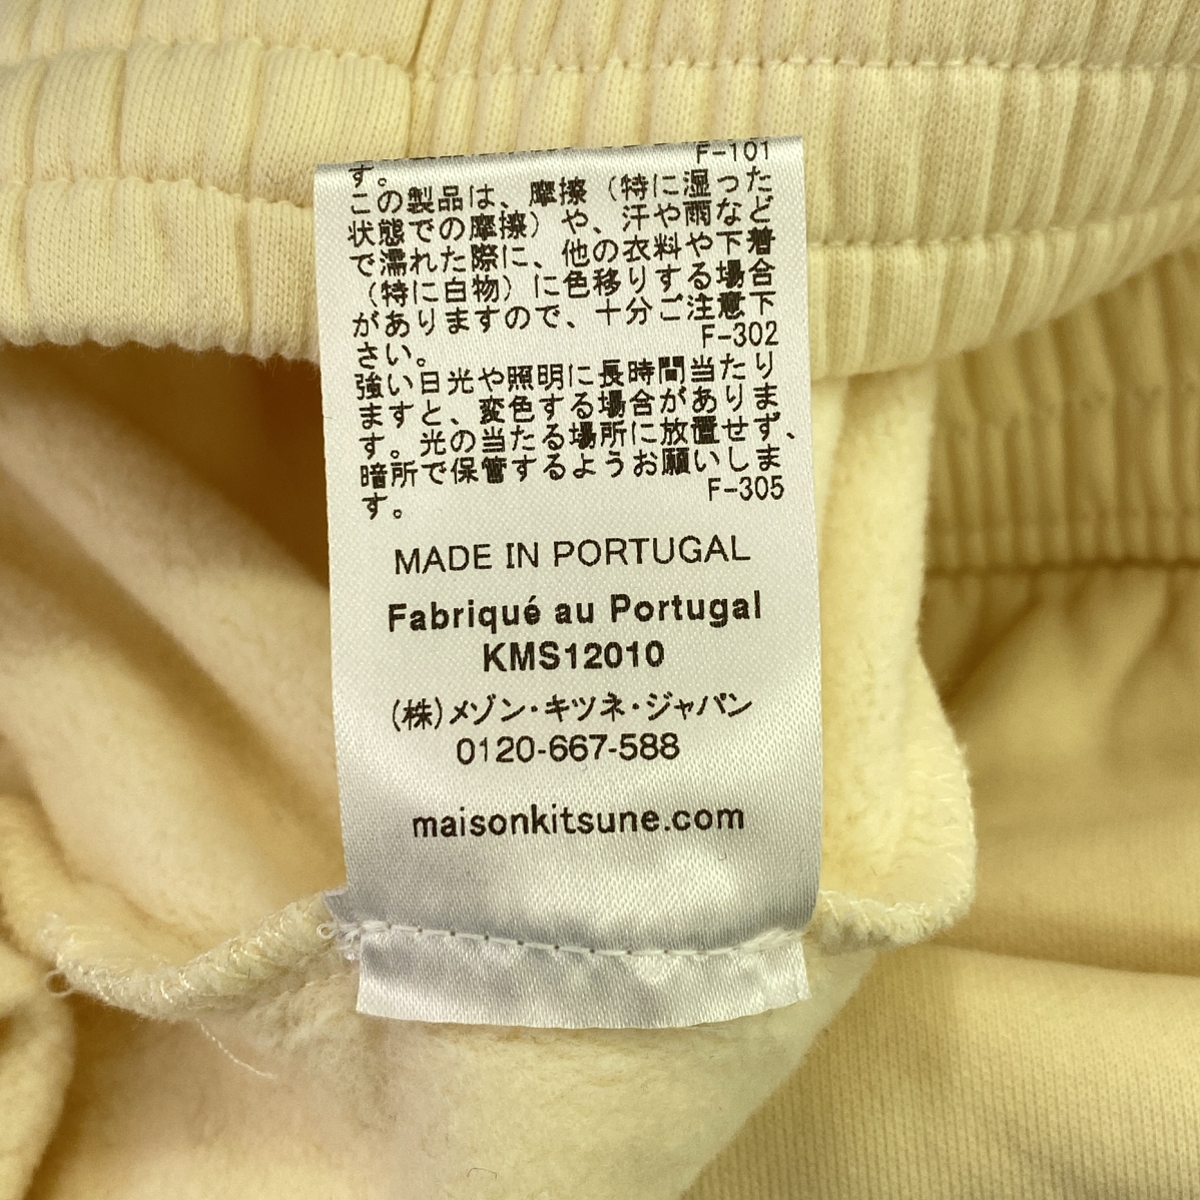 F-101
す。
この製品は、摩擦（特に湿った
状態での摩擦）や、汗や雨など
で濡れた際に、他の衣料や下着
（特に白物）に色移りする場合
がありますので、十分ご注意下
さい。
F-302
強い日光や照明に長時間当たり
ますと、変色する場合がありま
す。光の当たる場所に放置せず、
暗所で保管するようお願いしま
す。
F-305
MADE IN PORTUGAL
Fabriqué au Portugal
KMS12010
(株)メゾン・キツネ・ジャパン
0120-667-588
maisonkitsune.com